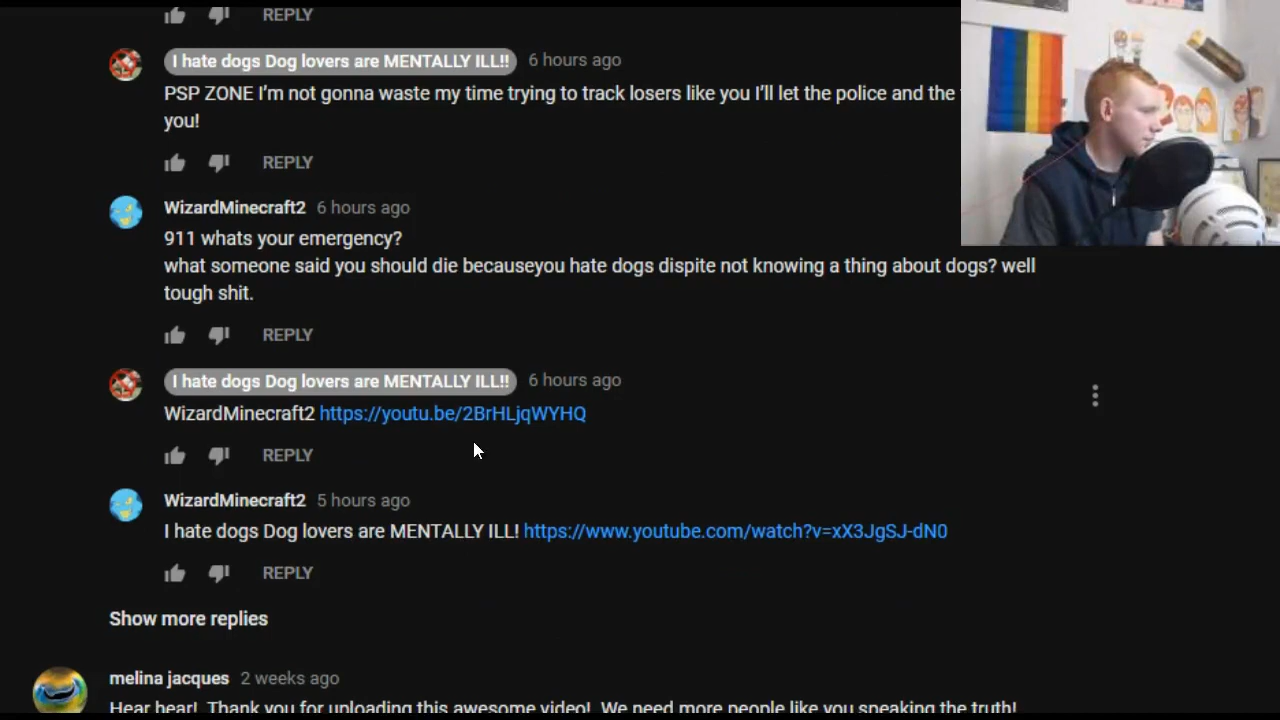 REPLY
I hate dogs Dog lovers are MENTALLY ILL!! 6 hours ago
PSP ZONE I'm not gonna waste my time trying to track losers like you I'll let the police and the
you!
REPLY
WizardMinecraft2 6 hours ago
911 whats your emergency?
what someone said you should die becauseyou hate dogs dispite not knowing a thing about dogs? well
tough shit.
REPLY
I hate dogs Dog lovers are MENTALLY ILL!! 6 hours ago
WizardMinecraft2 https://youtu.be/2BrHLjqWYHQ
REPLY
WizardMinecraft2 5 hours ago
I hate dogs Dog lovers are MENTALLY ILL! https://www.youtube.com/watch?v=xX3JgSJ-dN0
REPLY
Show more replies
melina jacques 2 weeks ago
Hear hear! Thank you for uploading this awesome video! We need more people like you speaking the truth!